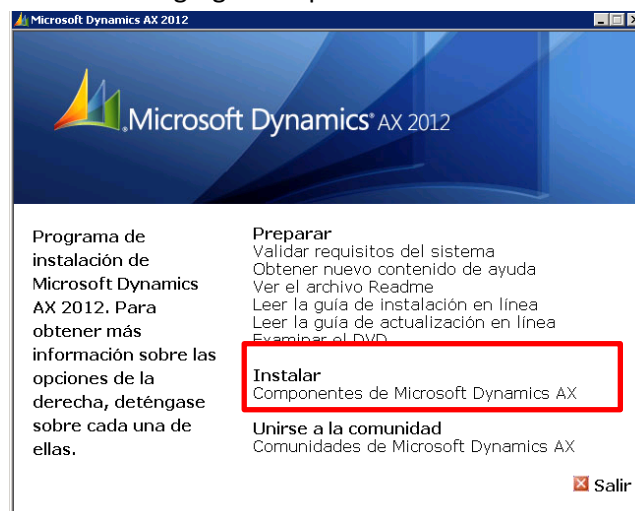 Microsoft Dynamics AX 2012
Microsoft Dynamics® AX 2012
Programa de
instalación de
Microsoft Dynamics
AX 2012. Para
obtener más
información sobre las
opciones de la
derecha, deténgase
sobre cada una de
ellas.
Preparar
Validar requisitos del sistema
Obtener nuevo contenido de ayuda
Ver el archivo Readme
Leer la guía de instalación en línea
Leer la guía de actualización en línea
Examinar el DVD
Instalar
Componentes de Microsoft Dynamics AX
Unirse a la comunidad
Comunidades de Microsoft Dynamics AX
Salir